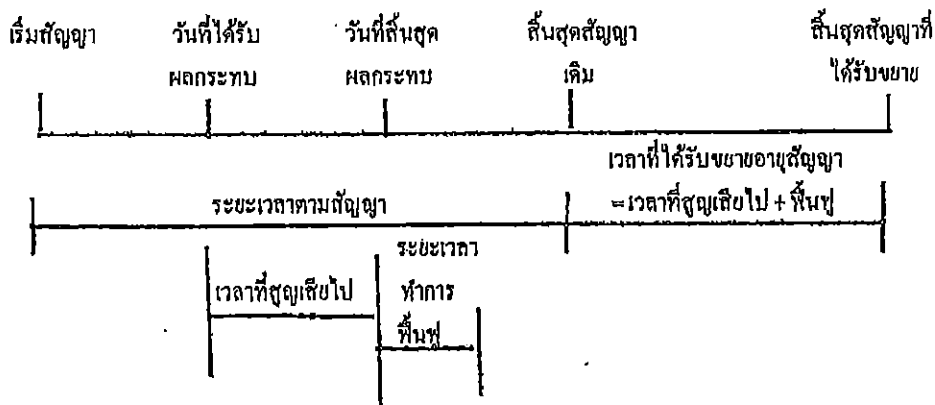 เริ่มสัญญา วันที่ได้รับ วันที่สิ้นสุด สิ้นสุดสัญญา สิ้นสุดสัญญาที่
ผลกระทบ ผลกระทบ เดิม ได้รับขยาย
เวลาที่ได้รับขยายอายุสัญญา
ระยะเวลาตามสัญญา =เวลาที่สูญเสียไป + ฟื้นฟู
ระยะเวลา
เวลาที่สูญเสียไป ทำการ
ฟื้นฟู